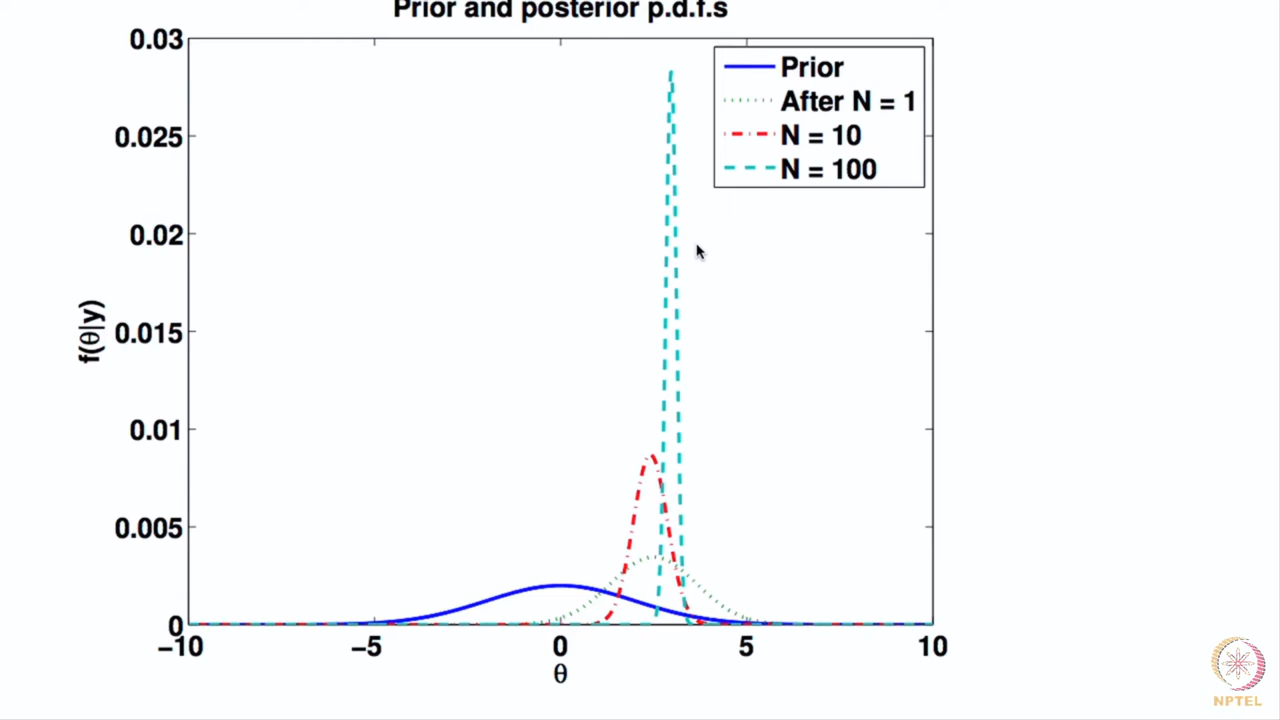 Prior and posterior p.d.f.s
0.03
0.025
0.02
0.015
0.01
0.005
0
f(θ|y)
Prior
After N = 1
N = 10
N = 100
−10
−5
0
5
10
θ
NPTEL